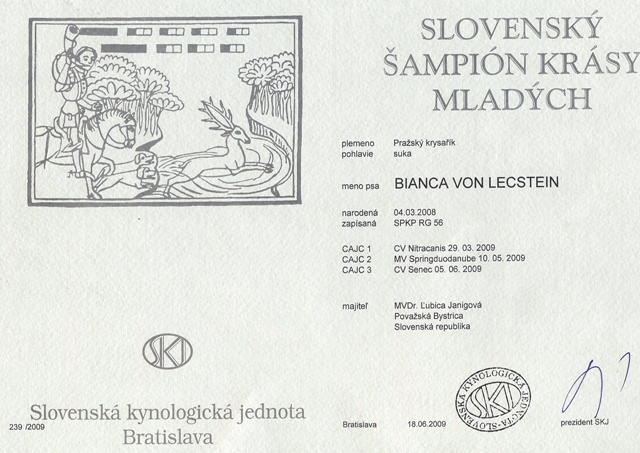 SLOVENSKÝ
ŠAMPIÓN KRÁSY
MLADÝCH
plemeno Pražský krysařík
pohlavie suka
meno psa BIANCA VON LECSTEIN
narodená 04.03.2008
zapísaná SPKP RG 56
CAJC 1 CV Nitracanis 29. 03. 2009
CAJC 2 MV Springduodanube 10. 05. 2009
CAJC 3 CV Senec 05. 06. 2009
majiteľ MVDr. Ľubica Janigová
Považská Bystrica
Slovenská republika
SKJ
Slovenská kynologická jednota
Bratislava
239 /2009
Bratislava 18.06.2009
SLOVENSKÁ KYNOLOGICKÁ JEDNOTA
SKJ
prezident SKJ